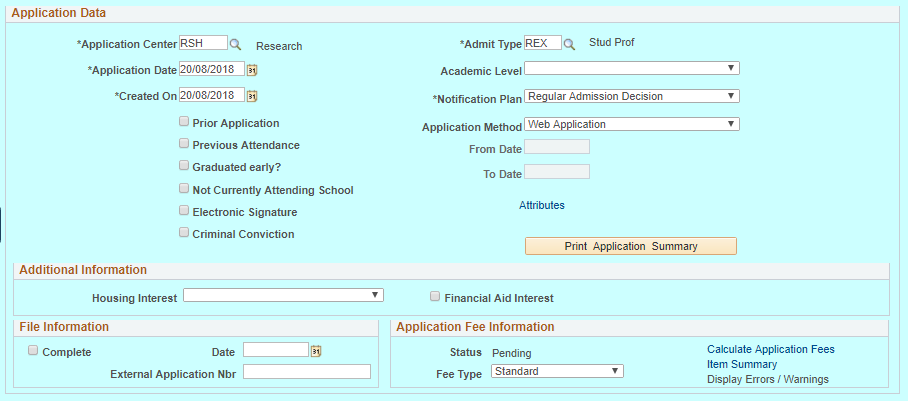 Application Data
*Application Center RSH Research
*Admit Type REX Stud Prof
*Application Date 20/08/2018 31
Academic Level
*Created On 20/08/2018 31
*Notification Plan Regular Admission Decision
Prior Application
Application Method Web Application
Previous Attendance
From Date
Graduated early?
To Date
Not Currently Attending School
Electronic Signature
Attributes
Criminal Conviction
Print Application Summary
Additional Information
Housing Interest
Financial Aid Interest
File Information
Complete Date 31
External Application Nbr
Application Fee Information
Status Pending
Fee Type Standard
Calculate Application Fees
Item Summary
Display Errors / Warnings